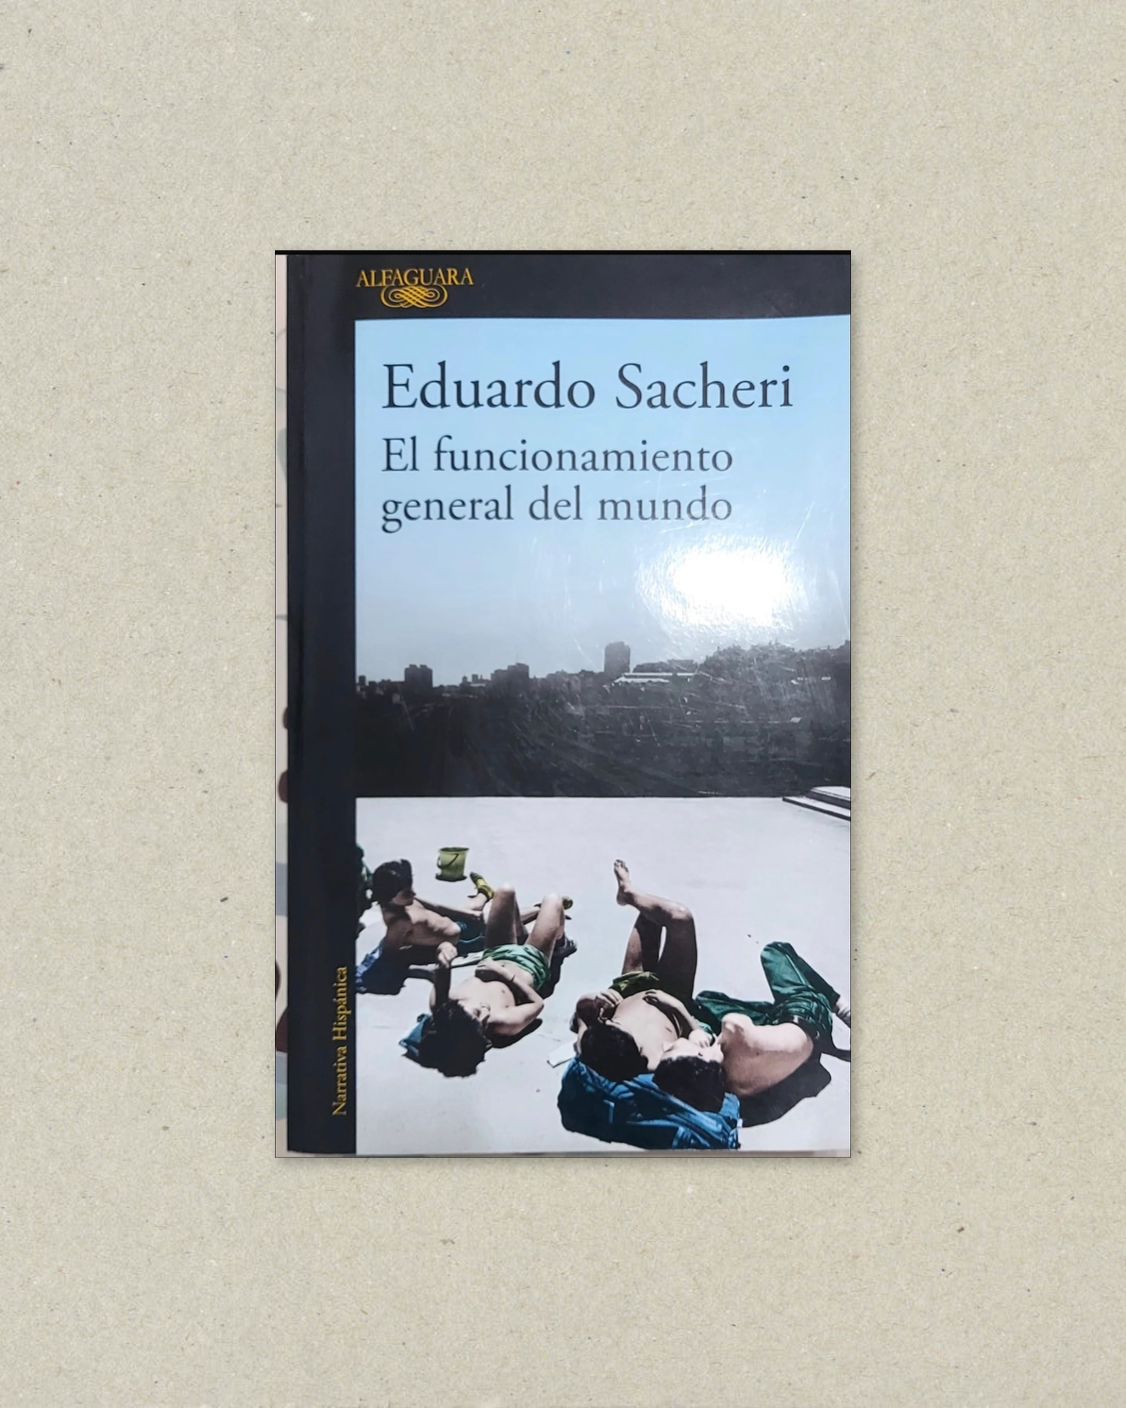 ALFAGUARA
Eduardo Sacheri
El funcionamiento
general del mundo
Narrativa Hispánica